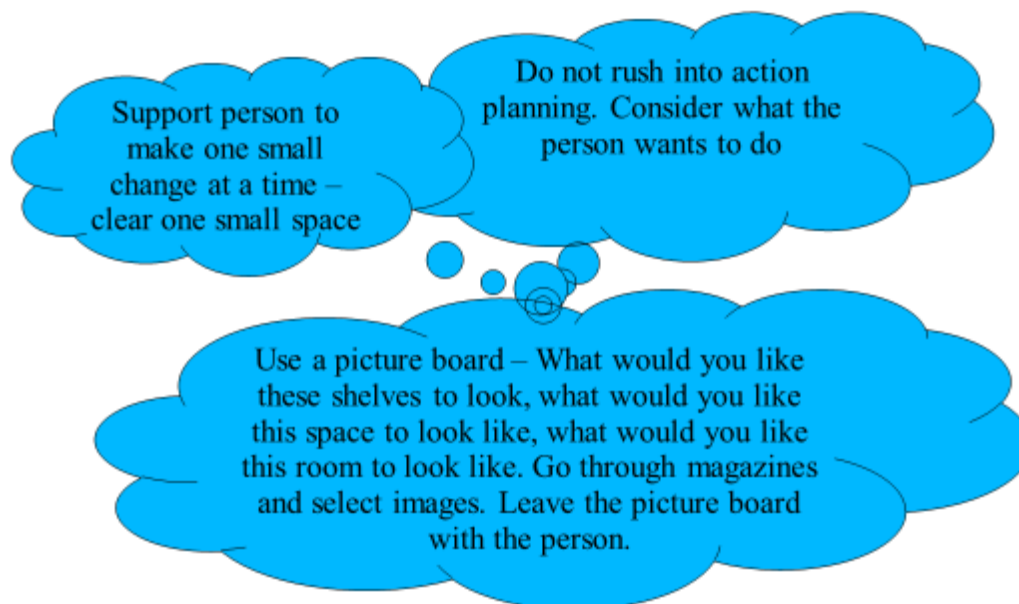 Support person to
make one small
change at a time –
clear one small space
Do not rush into action
planning. Consider what the
person wants to do
Use a picture board – What would you like
these shelves to look, what would you like
this space to look like, what would you like
this room to look like. Go through magazines
and select images. Leave the picture board
with the person.